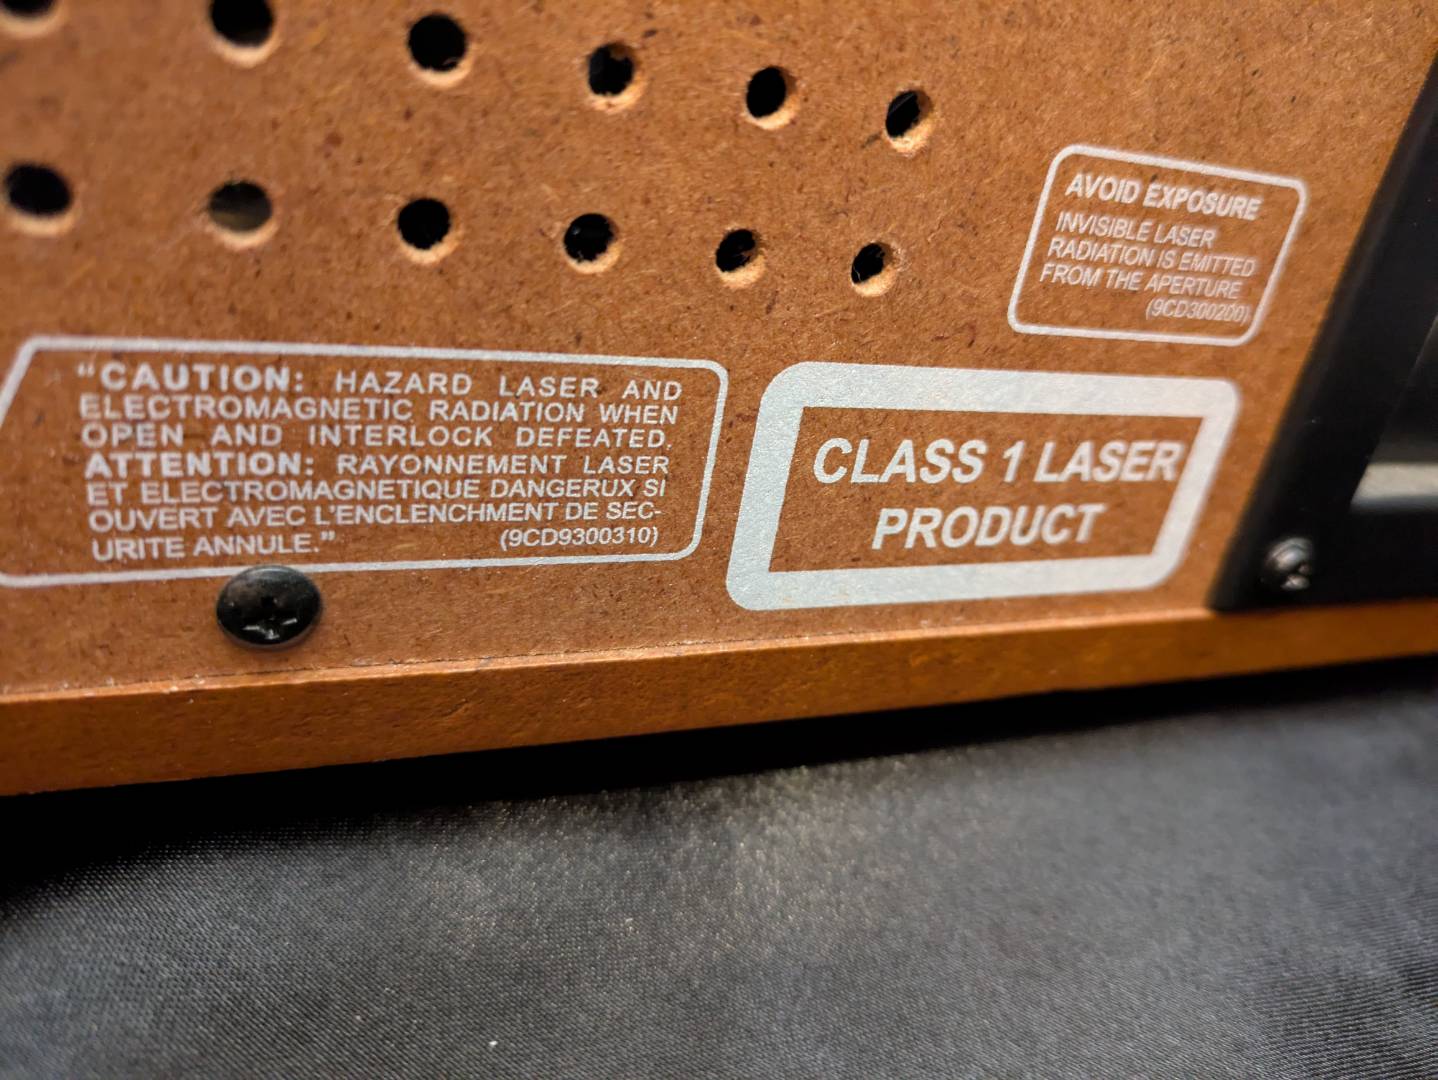 AVOID EXPOSURE
INVISIBLE LASER
RADIATION IS EMITTED
FROM THE APERTURE
(9CD300200)
"CAUTION: HAZARD LASER AND
ELECTROMAGNETIC RADIATION WHEN
OPEN AND INTERLOCK DEFEATED.
ATTENTION: RAYONNEMENT LASER
ET ELECTROMAGNETIQUE DANGERUX SI
OUVERT AVEC L'ENCLENCHMENT DE SEC-
URITE ANNULE."
(9CD9300310)
CLASS 1 LASER
PRODUCT